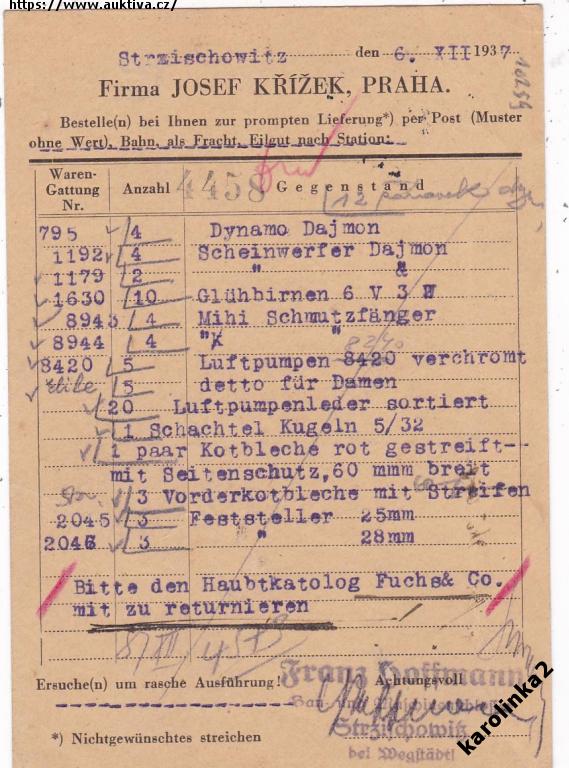 https://www.auktiva.cz/
Strzischowitz den 6. XII 1937
10259
Firma JOSEF KŘÍŽEK, PRAHA.
Bestelle(n) bei Ihnen zur prompten Lieferung*) per Post (Muster
ohne Wert), Bahn, als Fracht, Eilgut nach Station:
Waren-Gattung Nr. Anzahl 4458 Gegenstand
12
795 4 Dynamo Dajmon
1192 4 Scheinwerfer Dajmon
1179 2 " &
1630 10 Glühbirnen 6 V 3 W
8943 4 Mihi Schmutzfänger
8944 4 " "
8420 5 Luftpumpen 8420 verchromt
5 detto für Damen
20 Luftpumpenleder sortiert
1 Schachtel Kugeln 5/32
1 paar Kotbleche rot gestreift--
mit Seitenschutz,60 mmm breit
3 Vorderkotbleche mit Streifen
2045 3 Feststeller 25mm
2046 3 " 28mm
Bitte den Haubtkatolog Fuchs& Co.
mit zu returnieren
Ersuche(n) um rasche Ausführung! Achtungsvoll
Franz Hoffmann
Strzischowitz
bei Wegstädtl
*) Nichtgewünschtes streichen
karolinka2